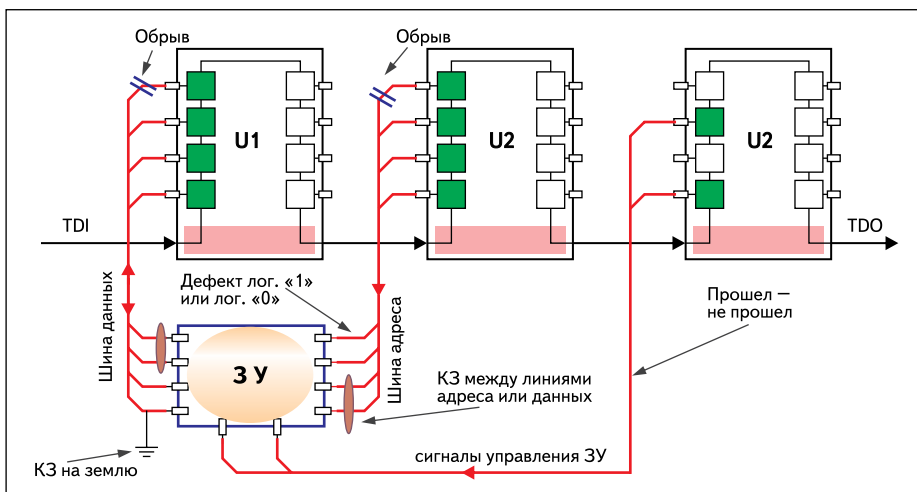 Обрыв
Обрыв
U1
U2
U2
TDI
TDO
Шина данных
Дефект лог. «1»
или лог. «0»
Шина адреса
Прошел —
не прошел
З У
КЗ между линиями
адреса или данных
КЗ на землю
сигналы управления ЗУ